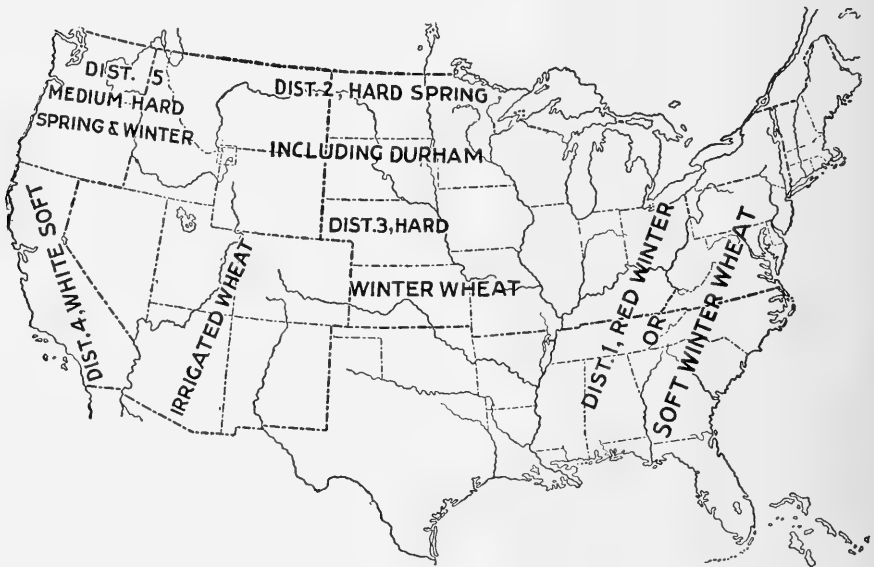 DIST. 5
MEDIUM HARD
SPRING & WINTER
DIST. 2, HARD SPRING
INCLUDING DURHAM
DIST. 3, HARD
WINTER WHEAT
DIST. 4, WHITE SOFT
IRRIGATED WHEAT
DIST. 1, RED WINTER
OR
SOFT WINTER WHEAT